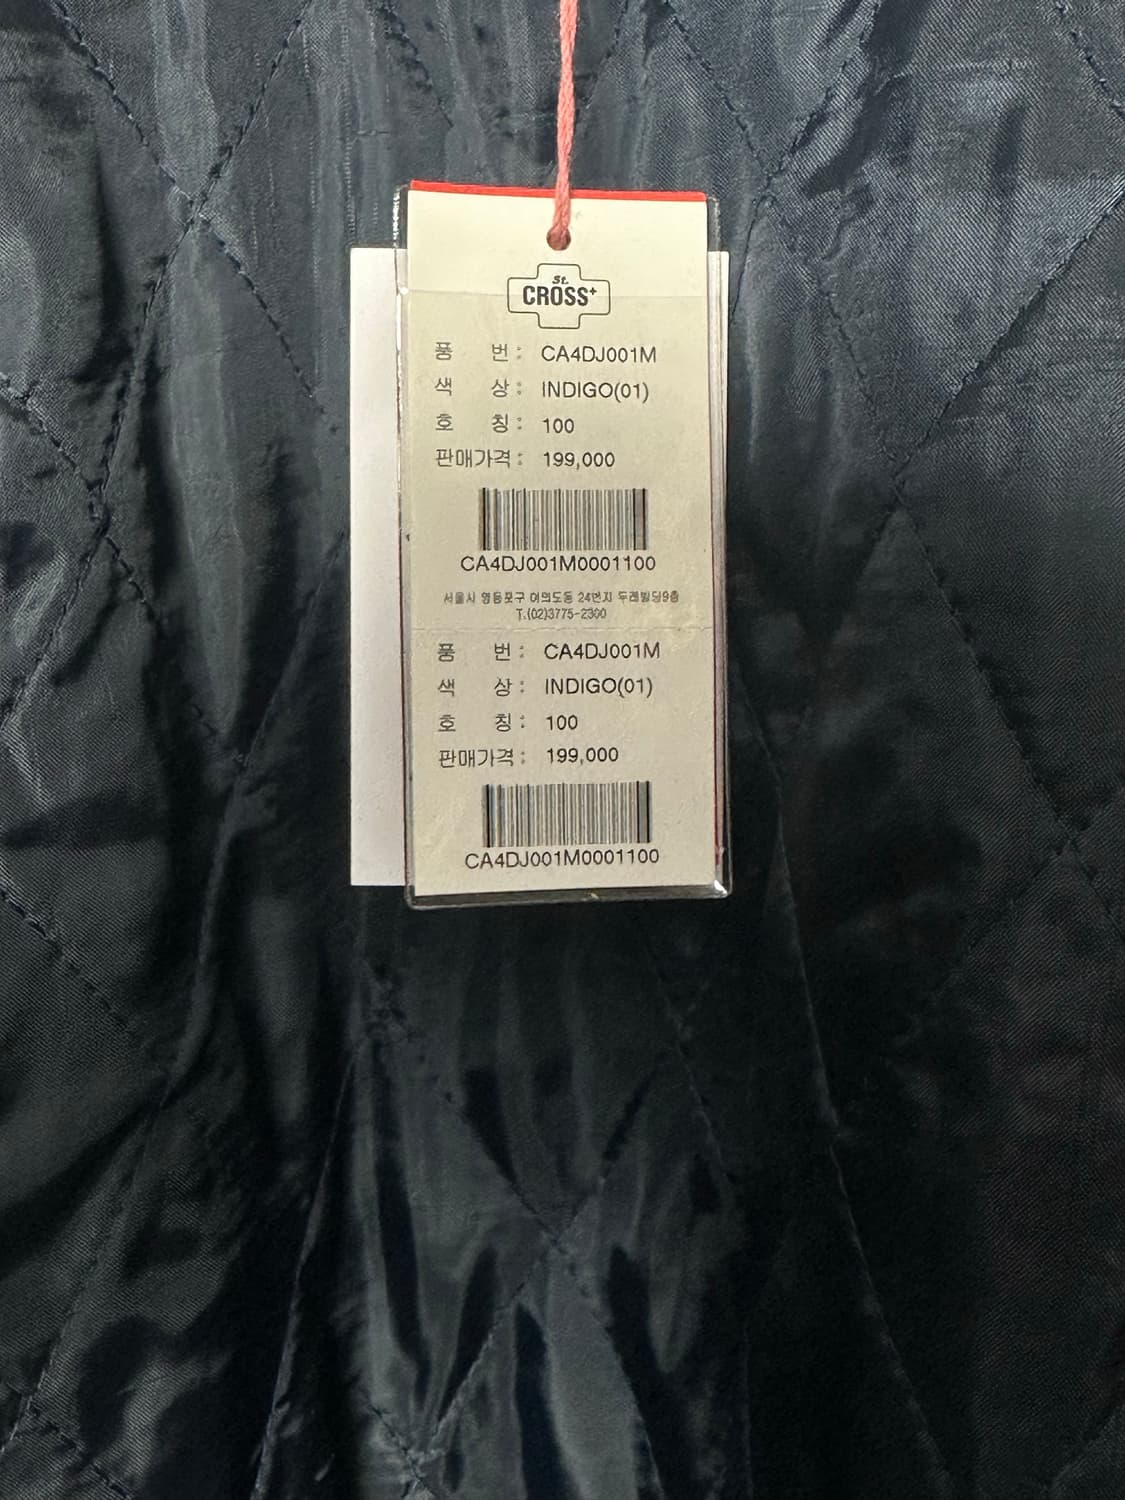 St.
CROSS+
품 번 : CA4DJ001M
색 상 : INDIGO(01)
호 칭 : 100
판매가격 : 199,000
CA4DJ001M0001100
서울시 영등포구 여의도동 24번지 두레빌딩9층
T.(02)3775-2300
품 번 : CA4DJ001M
색 상 : INDIGO(01)
호 칭 : 100
판매가격 : 199,000
CA4DJ001M0001100